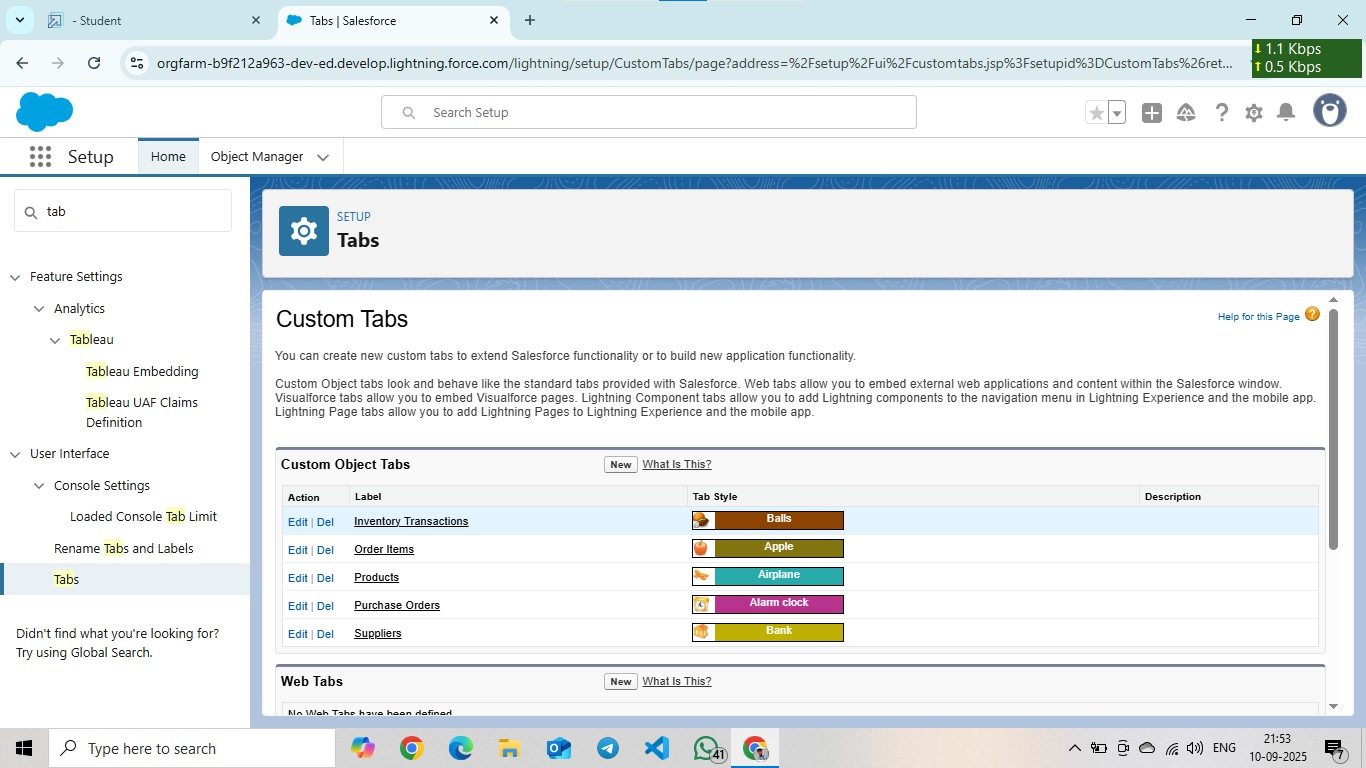 - Student
Tabs | Salesforce
orgfarm-b9f212a963-dev-ed.develop.lightning.force.com/lightning/setup/CustomTabs/page?address=%2Fsetup%2Fui%2Fcustomtabs.jsp%3Fsetupid%3DCustomTabs%26ret...
1.1 Kbps
0.5 Kbps
Search Setup
Setup
Home
Object Manager
tab
SETUP
Tabs
Feature Settings
Analytics
Tableau
Tableau Embedding
Tableau UAF Claims
Definition
User Interface
Console Settings
Loaded Console Tab Limit
Rename Tabs and Labels
Tabs
Didn't find what you're looking for?
Try using Global Search.
Custom Tabs
Help for this Page
You can create new custom tabs to extend Salesforce functionality or to build new application functionality.
Custom Object tabs look and behave like the standard tabs provided with Salesforce. Web tabs allow you to embed external web applications and content within the Salesforce window.
Visualforce tabs allow you to embed Visualforce pages. Lightning Component tabs allow you to add Lightning components to the navigation menu in Lightning Experience and the mobile app.
Lightning Page tabs allow you to add Lightning Pages to Lightning Experience and the mobile app.
Custom Object Tabs New What Is This?
Action Label Tab Style Description
Edit | Del Inventory Transactions Balls
Edit | Del Order Items Apple
Edit | Del Products Airplane
Edit | Del Purchase Orders Alarm clock
Edit | Del Suppliers Bank
Web Tabs New What Is This?
No Web Tabs have been defined
Type here to search
41
ENG
21:53
10-09-2025
7